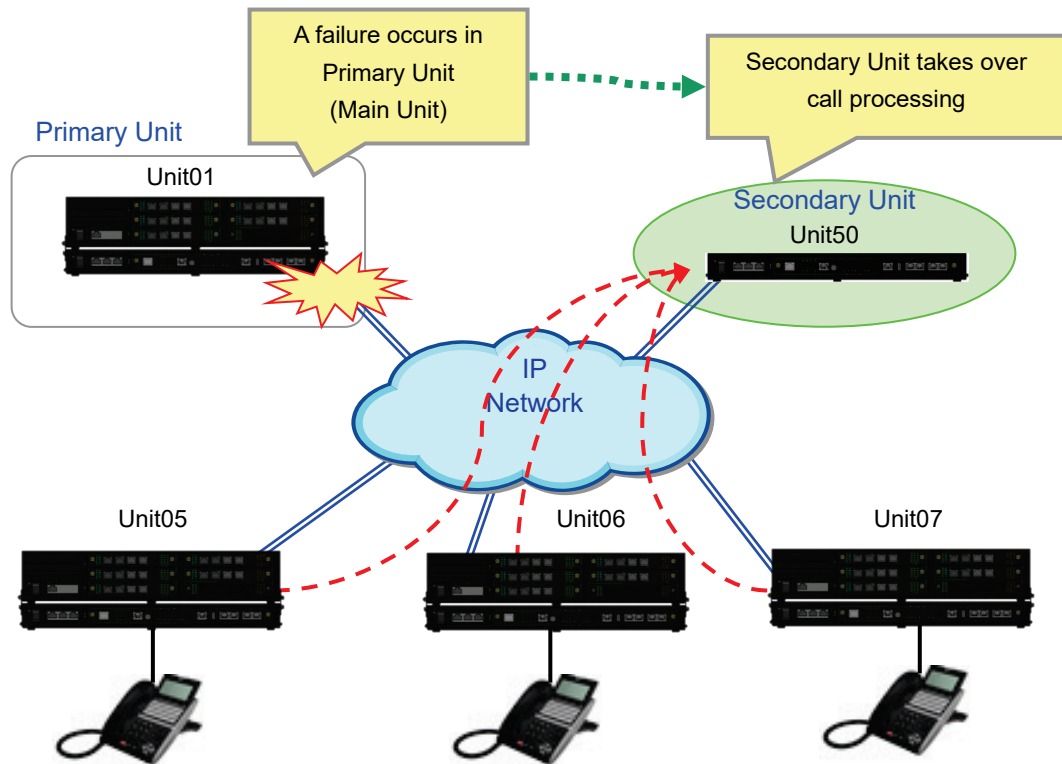 A failure occurs in
Primary Unit
(Main Unit)
Secondary Unit takes over
call processing
Primary Unit
Unit01
Secondary Unit
Unit50
IP
Network
Unit05
Unit06
Unit07